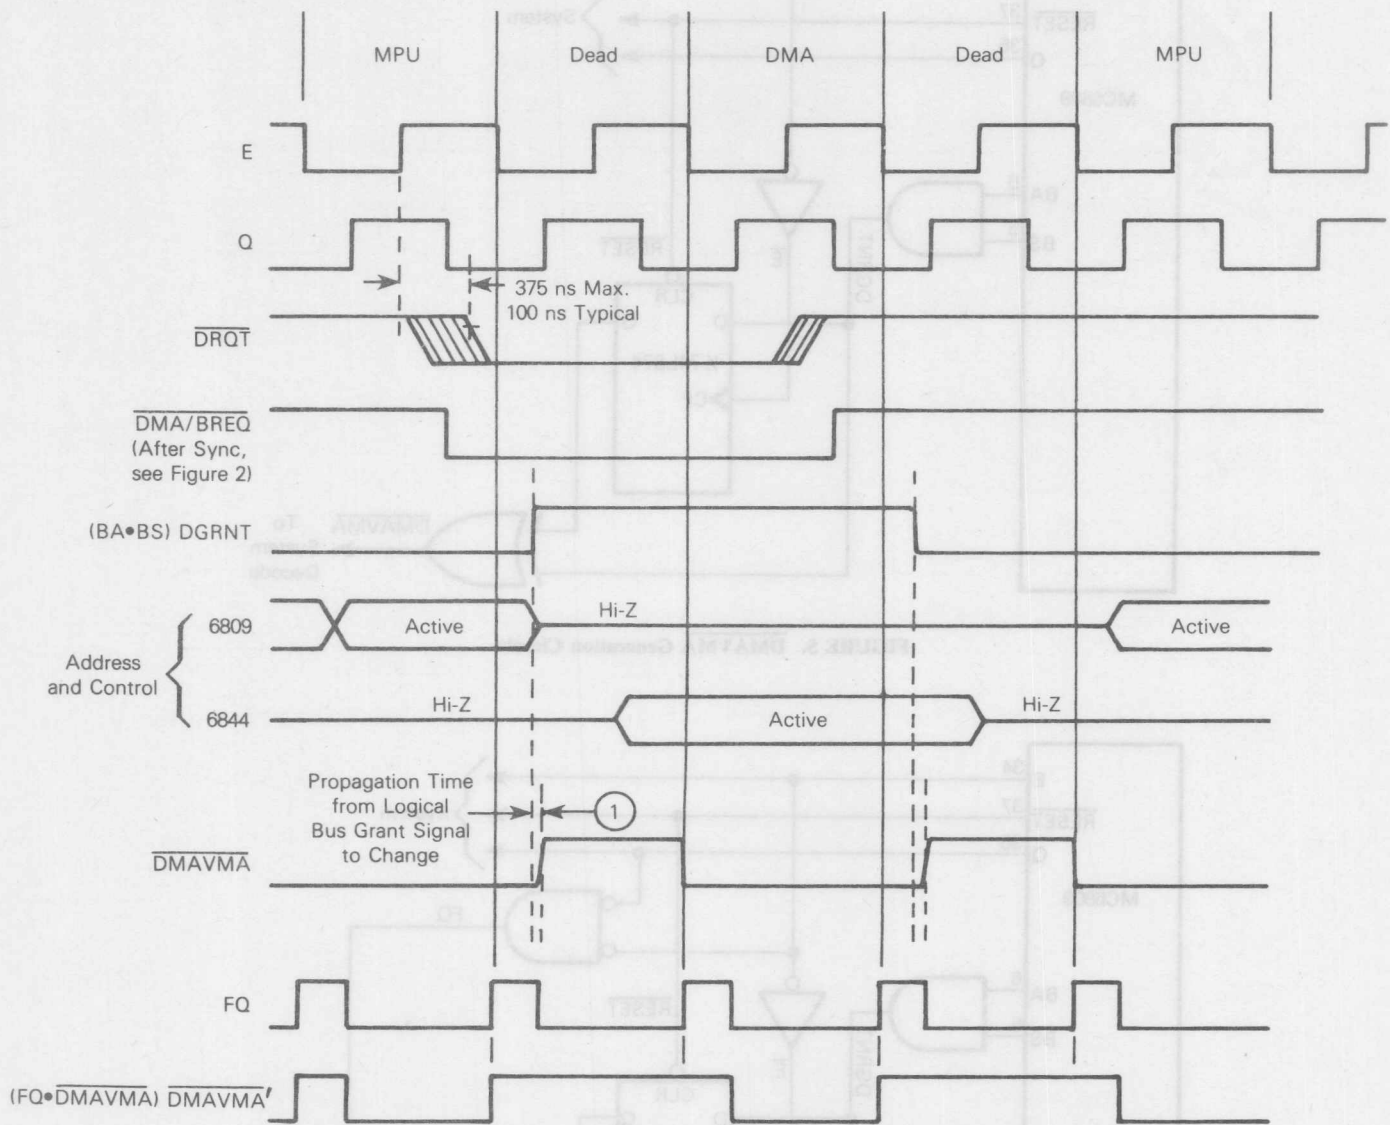 MPU Dead DMA Dead MPU
E
Q
375 ns Max.
100 ns Typical
DRQT
DMA/BREQ
(After Sync,
see Figure 2)
(BA•BS) DGRNT
Hi-Z
6809 Active Active
Address
and Control
6844 Hi-Z Active Hi-Z
Propagation Time
from Logical
Bus Grant Signal
to Change
1
DMAVMA
FQ
(FQ•DMAVMA) DMAVMA'